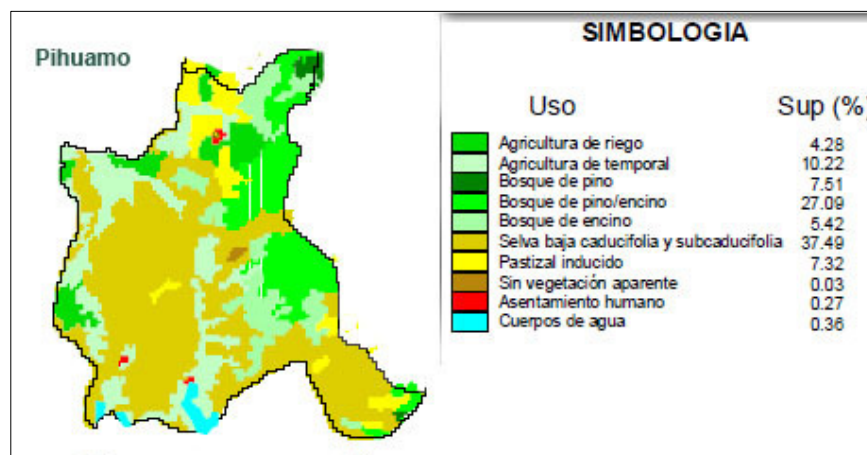 Pihuamo
SIMBOLOGIA
Uso Sup (%)
Agricultura de riego 4.28
Agricultura de temporal 10.22
Bosque de pino 7.51
Bosque de pino/encino 27.09
Bosque de encino 5.42
Selva baja caducifolia y subcaducifolia 37.49
Pastizal inducido 7.32
Sin vegetación aparente 0.03
Asentamiento humano 0.27
Cuerpos de agua 0.36